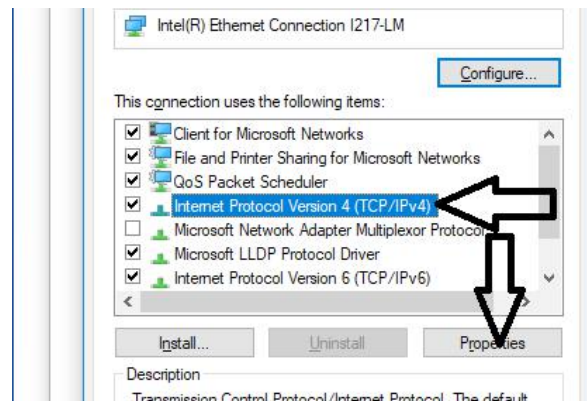 Intel(R) Ethernet Connection I217-LM
Configure...
This connection uses the following items:
Client for Microsoft Networks
File and Printer Sharing for Microsoft Networks
QoS Packet Scheduler
Internet Protocol Version 4 (TCP/IPv4)
Microsoft Network Adapter Multiplexor Protocol
Microsoft LLDP Protocol Driver
Internet Protocol Version 6 (TCP/IPv6)
Install... Uninstall Properties
Description
Transmission Control Protocol/Internet Protocol. The default